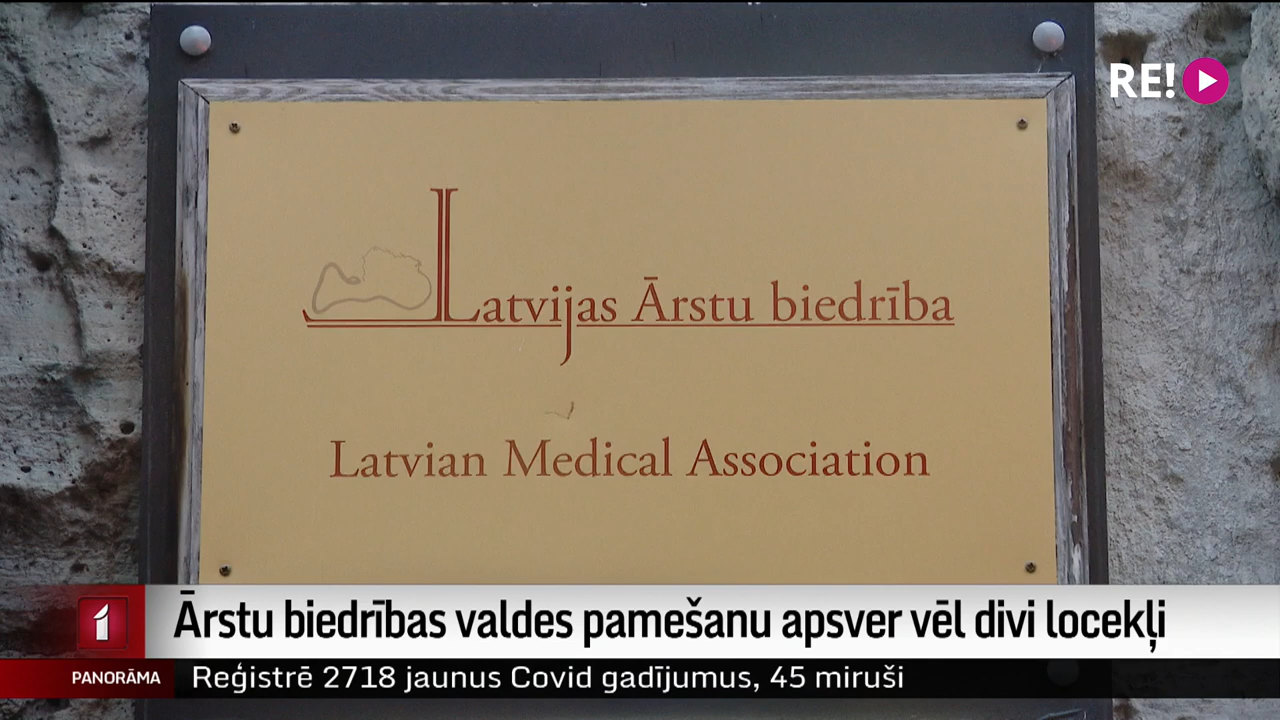 RE!
Latvijas Ārstu biedrība
Latvian Medical Association
1
Ārstu biedrības valdes pamešanu apsver vēl divi locekļi
PANORĀMA
Reģistrē 2718 jaunus Covid gadījumus, 45 miruši